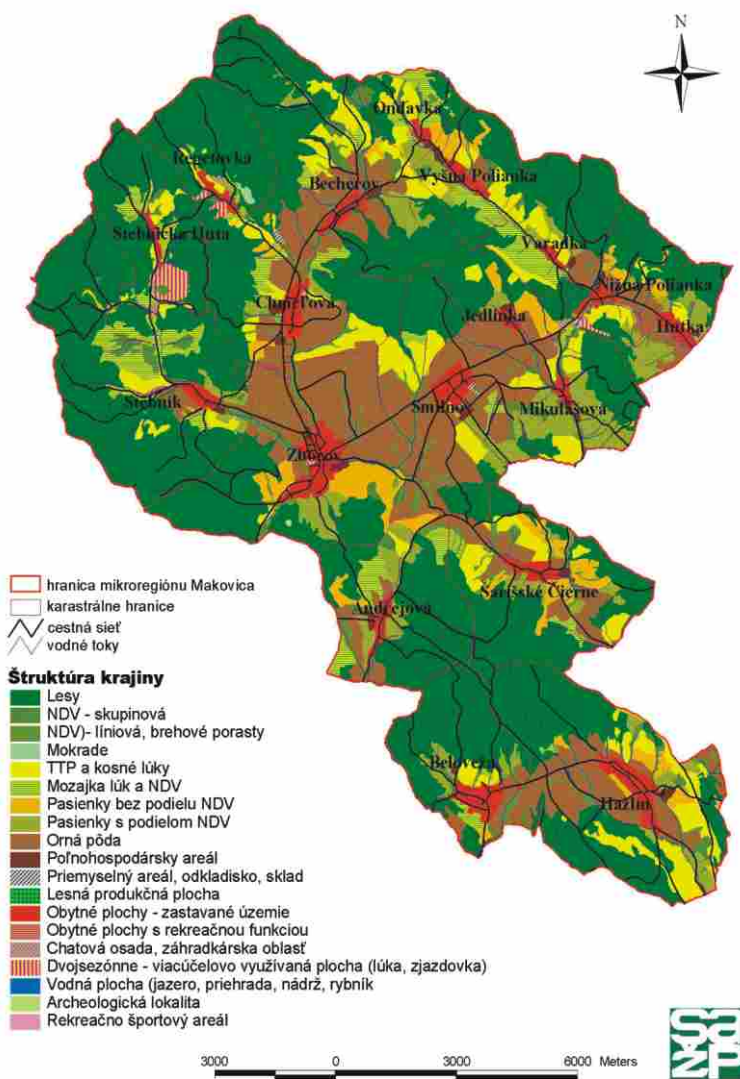 N
Ondavka
Regetovka
Becherov
Vyšná Polianka
Stebnícka Huta
Varadka
Nižná Polianka
Chmeľová
Jedlinka
Hutka
Stebník
Smilno
Mikulášová
Zborov
hranica mikroregiónu Makovica
karastrálne hranice
cestná sieť
vodné toky
Šarišské Čierne
Andrejová
Štruktúra krajiny
Lesy
NDV - skupinová
NDV)- líniová, brehové porasty
Mokrade
TTP a kosné lúky
Mozajka lúk a NDV
Pasienky bez podielu NDV
Pasienky s podielom NDV
Orná pôda
Poľnohospodársky areál
Priemyselný areál, odkladisko, sklad
Lesná produkčná plocha
Obytné plochy - zastavané územie
Obytné plochy s rekreačnou funkciou
Chatová osada, záhradkárska oblasť
Dvojsezónne - viacúčelovo využívaná plocha (lúka, zjazdovka)
Vodná plocha (jazero, priehrada, nádrž, rybník
Archeologická lokalita
Rekreačno športový areál
Beloveža
Hažlín
3000 0 3000 6000 Meters
sažp